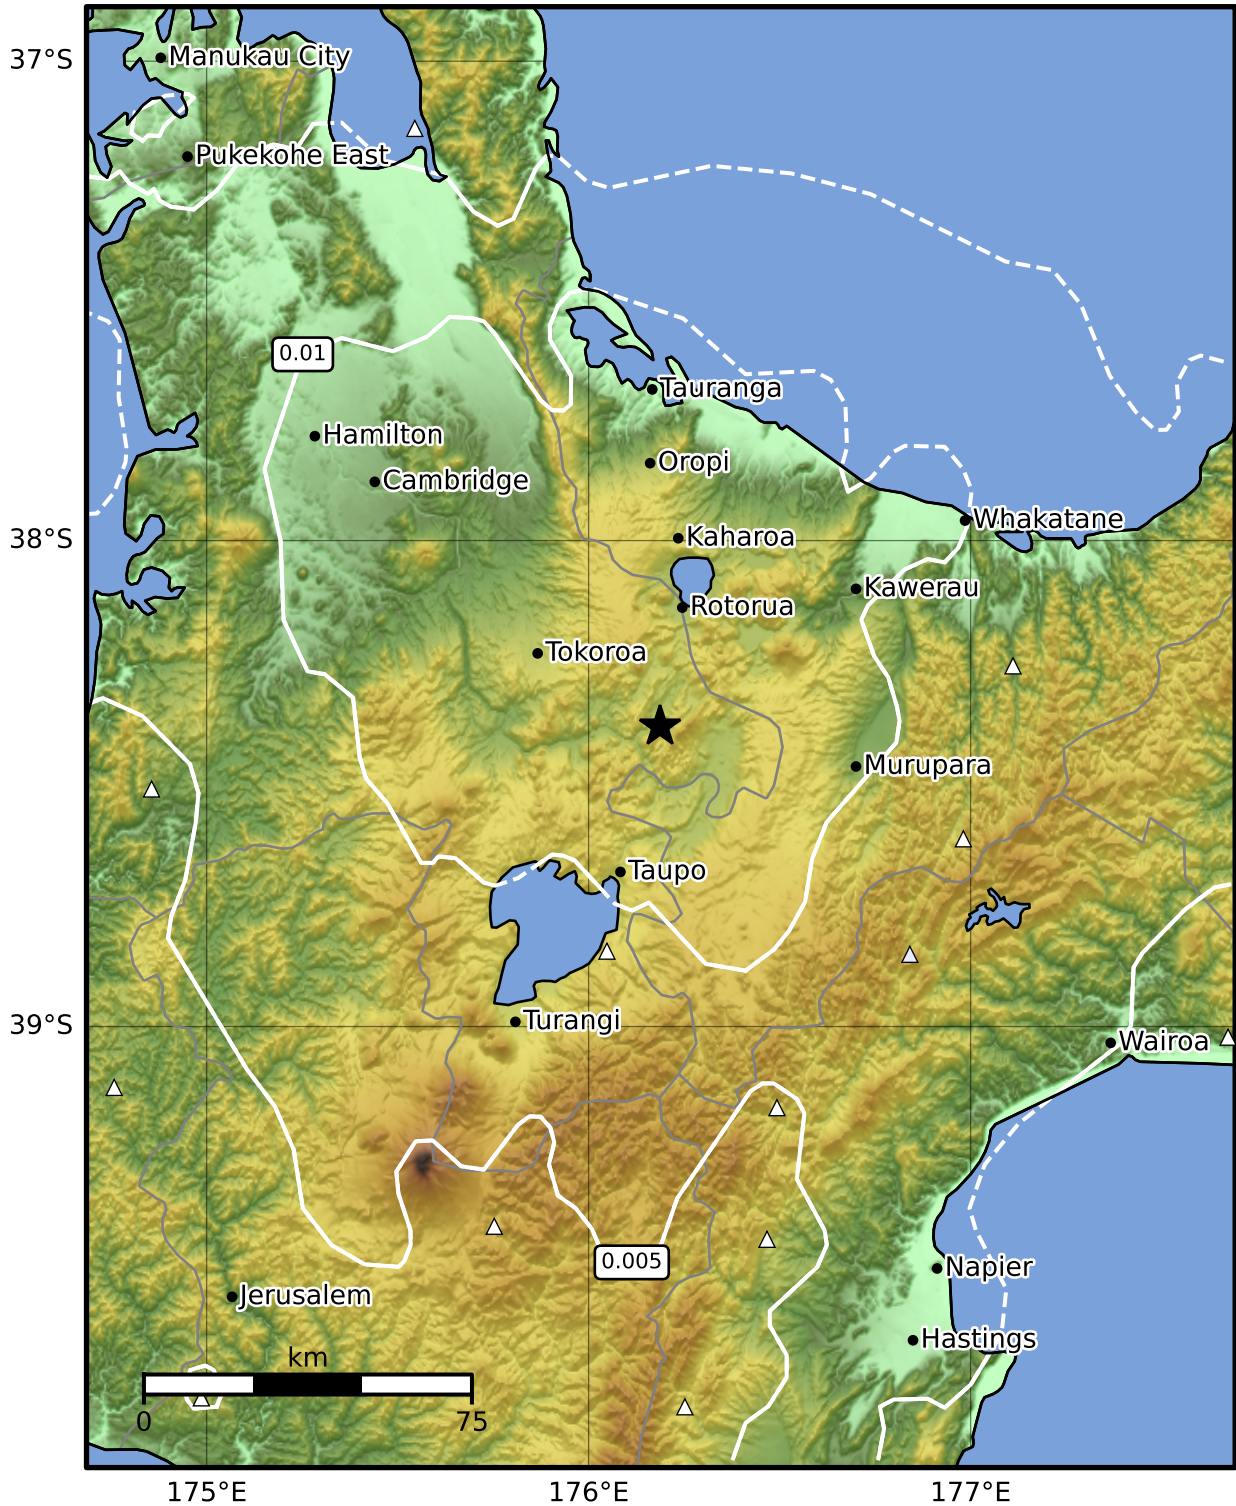 37°S
Manukau City
Pukekohe East
0.01
Tauranga
Hamilton
Oropi
Cambridge
Whakatane
38°S
Kaharoa
Kawerau
Rotorua
Tokoroa
Murupara
Taupo
Turangi
39°S
Wairoa
0.005
Napier
Jerusalem
Hastings
km
0
75
175°E
176°E
177°E